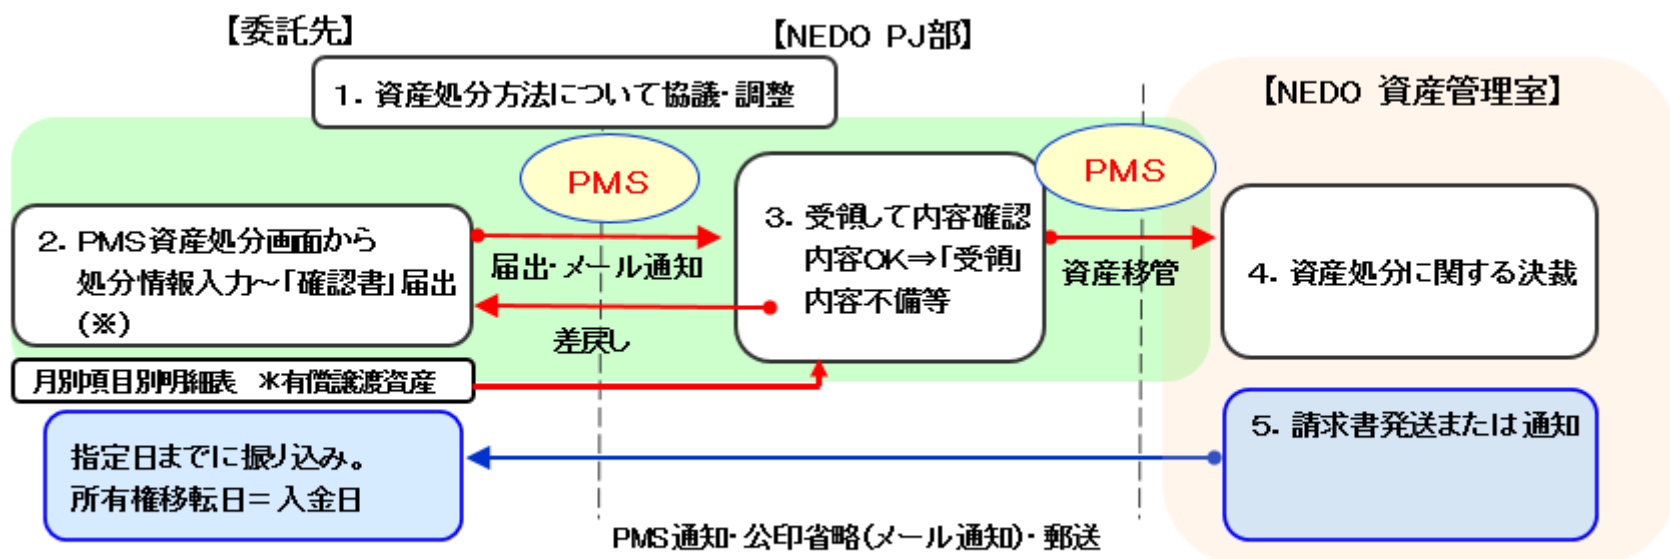 【委託先】
【NEDO PJ部】
【NEDO 資産管理室】
1. 資産処分方法について協議・調整
PMS
PMS
2. PMS資産処分画面から
処分情報入力～「確認書」届出
(※)
届出・メール通知
差戻し
3. 受領して内容確認
内容OK⇒「受領」
内容不備等
資産移管
4. 資産処分に関する決裁
月別項目別明細表 *有償譲渡資産
指定日までに振り込み。
所有権移転日=入金日
5. 請求書発送または通知
PMS通知・公印省略(メール通知)・郵送